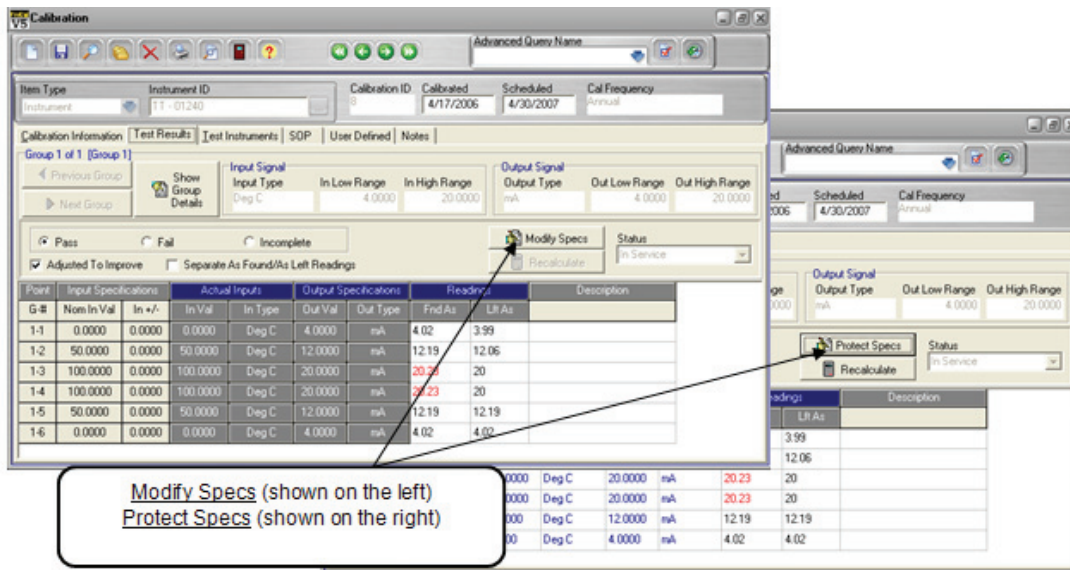 V5 Calibration
Advanced Query Name
Item Type Instrument ID Calibration ID Calibrated Scheduled Cal Frequency
Instrument TT - 01240 8 4/17/2006 4/30/2007 Annual
Calibration Information Test Results Test Instruments SOP User Defined Notes
Group 1 of 1 [Group 1]
Previous Group
Next Group
Show Group Details
Input Signal
Input Type In Low Range In High Range
Deg C 4.0000 20.0000
Output Signal
Output Type Out Low Range Out High Range
mA 4.0000 20.0000
Pass Fail Incomplete
Adjusted To Improve Separate As Found/As Left Readings
Modify Specs
Recalculate
Status
In Service
Point Input Specifications Actual Inputs Output Specifications Readings Description
G-# Nom In Val In +/- In Val In Type Out Val Out Type Fnd As Lft As
1-1 0.0000 0.0000 0.0000 Deg C 4.0000 mA 4.02 3.99
1-2 50.0000 0.0000 50.0000 Deg C 12.0000 mA 12.19 12.06
1-3 100.0000 0.0000 100.0000 Deg C 20.0000 mA 20.23 20
1-4 100.0000 0.0000 100.0000 Deg C 20.0000 mA 20.23 20
1-5 50.0000 0.0000 50.0000 Deg C 12.0000 mA 12.19 12.19
1-6 0.0000 0.0000 0.0000 Deg C 4.0000 mA 4.02 4.02
Advanced Query Name
ed Scheduled Cal Frequency
2006 4/30/2007 Annual
Output Signal
ge Output Type Out Low Range Out High Range
0000 mA 4.0000 20.0000
Protect Specs
Recalculate
Status
In Service
adings Description
Lft As
3.99
12.06
0000 Deg C 20.0000 mA 20.23 20
0000 Deg C 20.0000 mA 20.23 20
000 Deg C 12.0000 mA 12.19 12.19
00 Deg C 4.0000 mA 4.02 4.02
Modify Specs (shown on the left)
Protect Specs (shown on the right)